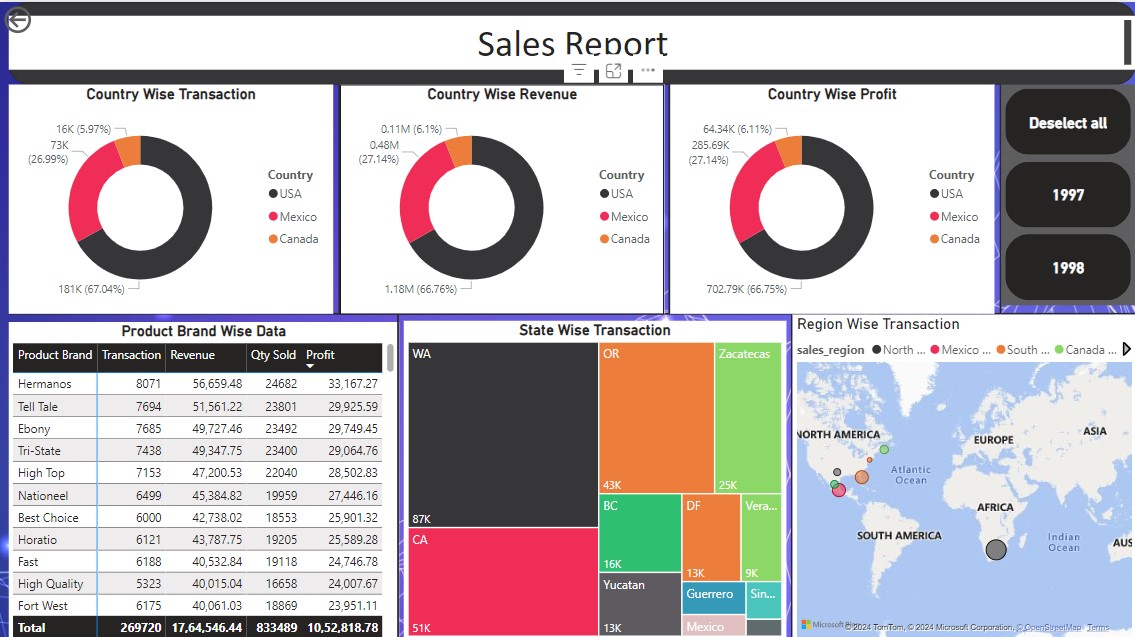 Sales Report
Country Wise Transaction
16K (5.97%)
73K
(26.99%)
181K (67.04%)
Country
USA
Mexico
Canada
Country Wise Revenue
0.11M (6.1%)
0.48M
(27.14%)
1.18M (66.76%)
Country
USA
Mexico
Canada
Country Wise Profit
64.34K (6.11%)
285.69K
(27.14%)
702.79K (66.75%)
Country
USA
Mexico
Canada
Deselect all
1997
1998
Product Brand Wise Data
Product Brand Transaction Revenue Qty Sold Profit
Hermanos 8071 56,659.48 24682 33,167.27
Tell Tale 7694 51,561.22 23801 29,925.59
Ebony 7685 49,727.46 23492 29,749.45
Tri-State 7438 49,347.75 23400 29,064.76
High Top 7153 47,200.53 22040 28,502.83
Nationeel 6499 45,384.82 19959 27,446.16
Best Choice 6000 42,738.02 18553 25,901.32
Horatio 6121 43,787.75 19205 25,589.28
Fast 6188 40,532.84 19118 24,746.78
High Quality 5323 40,015.04 16658 24,007.67
Fort West 6175 40,061.03 18869 23,951.11
Total 269720 17,64,546.44 833489 10,52,818.78
State Wise Transaction
WA
87K
CA
51K
OR
43K
Zacatecas
25K
BC
16K
DF
13K
Vera...
9K
Yucatan
13K
Guerrero
Sin...
Mexico
Region Wise Transaction
sales_region North ... Mexico ... South ... Canada ...
NORTH AMERICA
EUROPE
ASIA
Atlantic
Ocean
AFRICA
SOUTH AMERICA
Indian
Ocean
AUS
Microsoft Bing
© 2024 TomTom, © 2024 Microsoft Corporation, © OpenStreetMap Terms